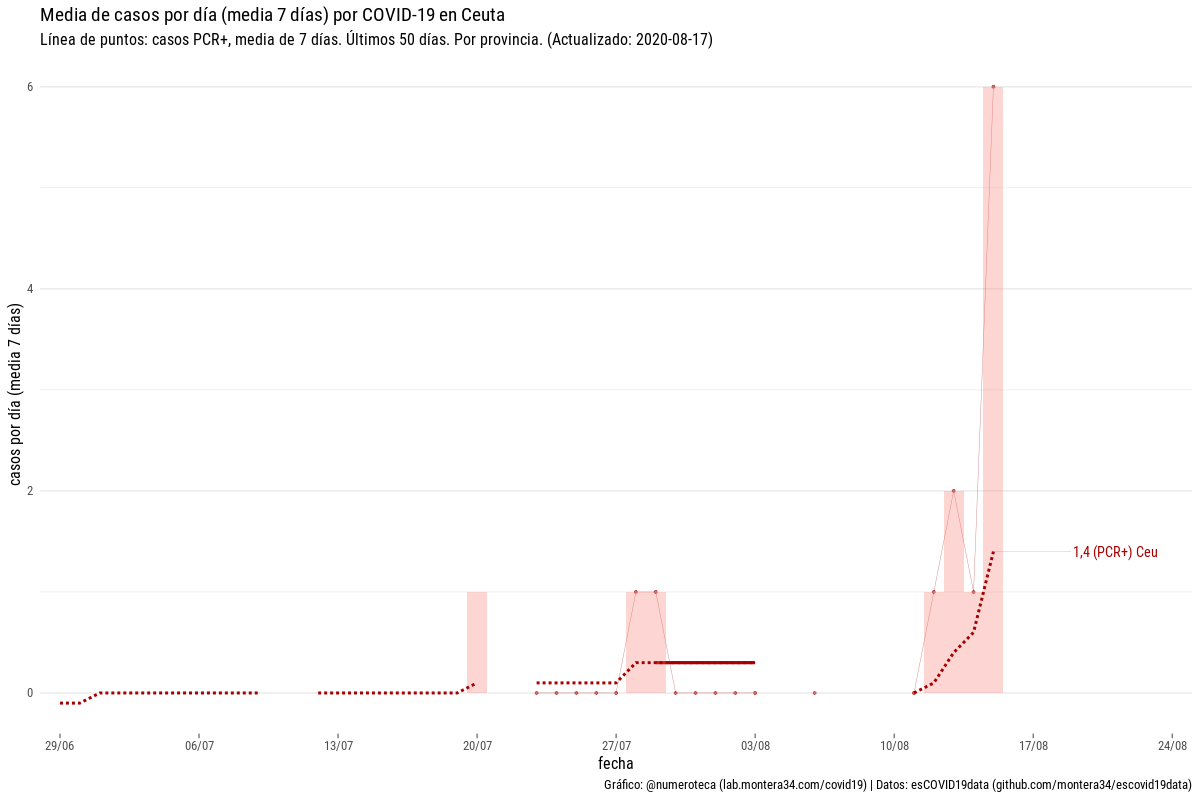 Media de casos por día (media 7 días) por COVID-19 en Ceuta
Línea de puntos: casos PCR+, media de 7 días. Últimos 50 días. Por provincia. (Actualizado: 2020-08-17)
casos por día (media 7 días)
6
4
2
0
1,4 (PCR+) Ceu
29/06 06/07 13/07 20/07 27/07 03/08 10/08 17/08 24/08
fecha
Gráfico: @numeroteca (lab.montera34.com/covid19) | Datos: esCOVID19data (github.com/montera34/escovid19data)